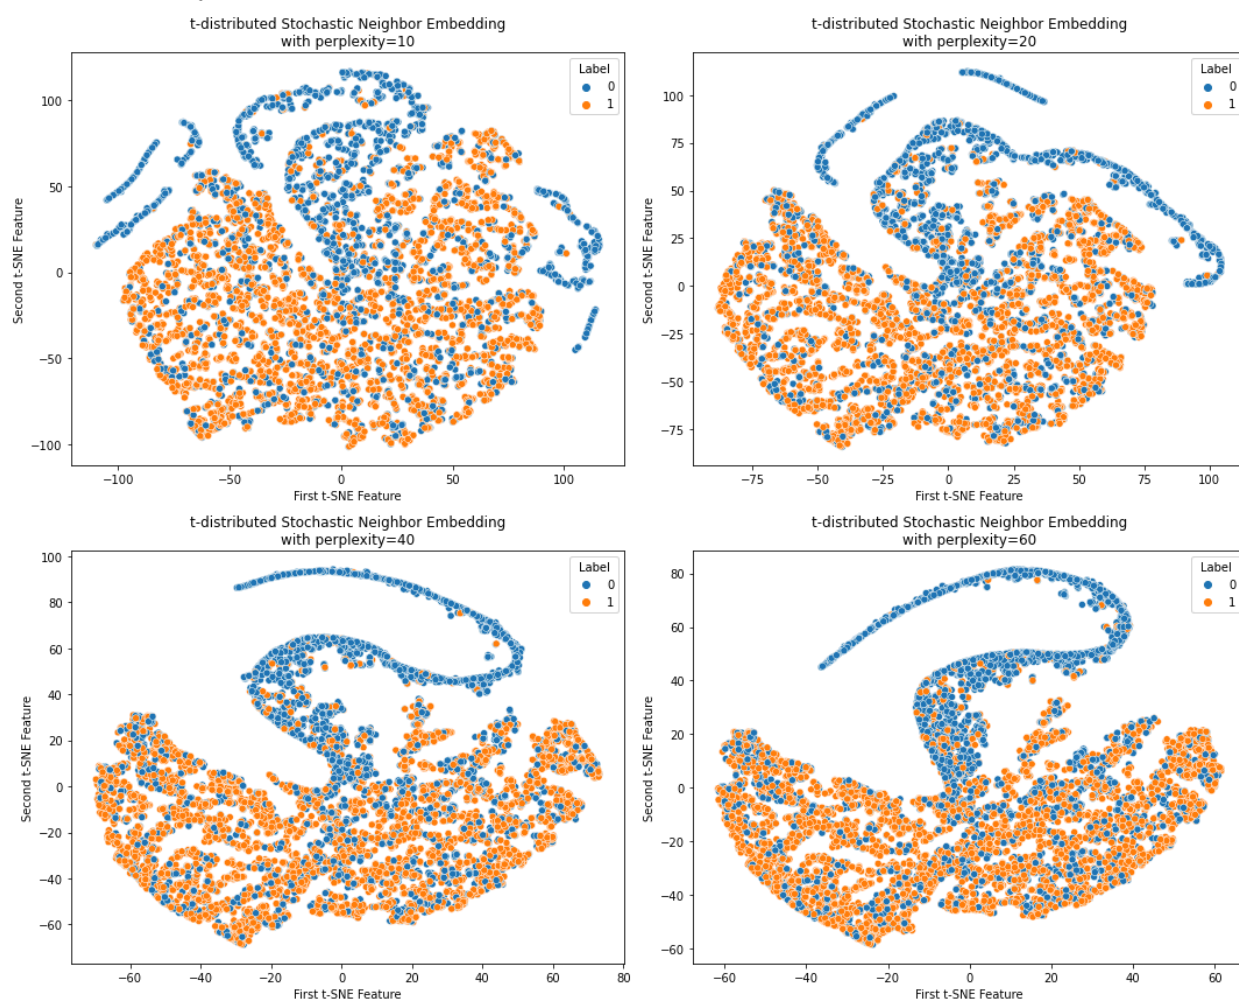 t-distributed Stochastic Neighbor Embedding
with perplexity=10
Label
0
1
100
50
0
−50
−100
Second t-SNE Feature
−100 −50 0 50 100
First t-SNE Feature
t-distributed Stochastic Neighbor Embedding
with perplexity=20
Label
0
1
100
75
50
25
0
−25
−50
−75
Second t-SNE Feature
−75 −50 −25 0 25 50 75 100
First t-SNE Feature
t-distributed Stochastic Neighbor Embedding
with perplexity=40
Label
0
1
100
80
60
40
20
0
−20
−40
−60
Second t-SNE Feature
−60 −40 −20 0 20 40 60 80
First t-SNE Feature
t-distributed Stochastic Neighbor Embedding
with perplexity=60
Label
0
1
80
60
40
20
0
−20
−40
−60
Second t-SNE Feature
−60 −40 −20 0 20 40 60
First t-SNE Feature